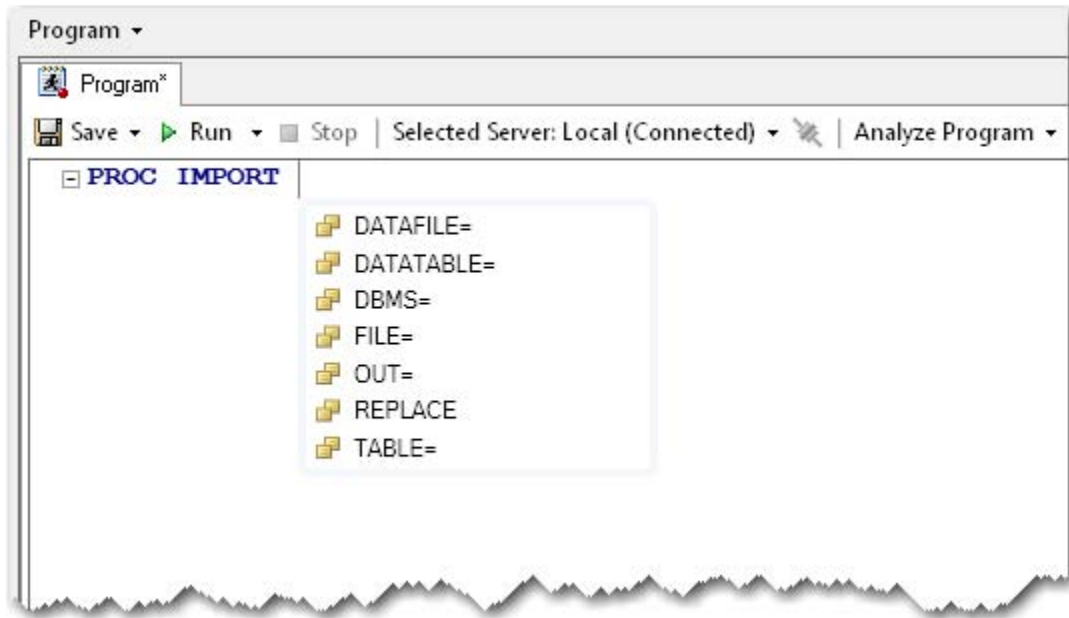 Program
Program*
Save Run Stop | Selected Server: Local (Connected) | Analyze Program
PROC IMPORT
DATAFILE=
DATATABLE=
DBMS=
FILE=
OUT=
REPLACE
TABLE=